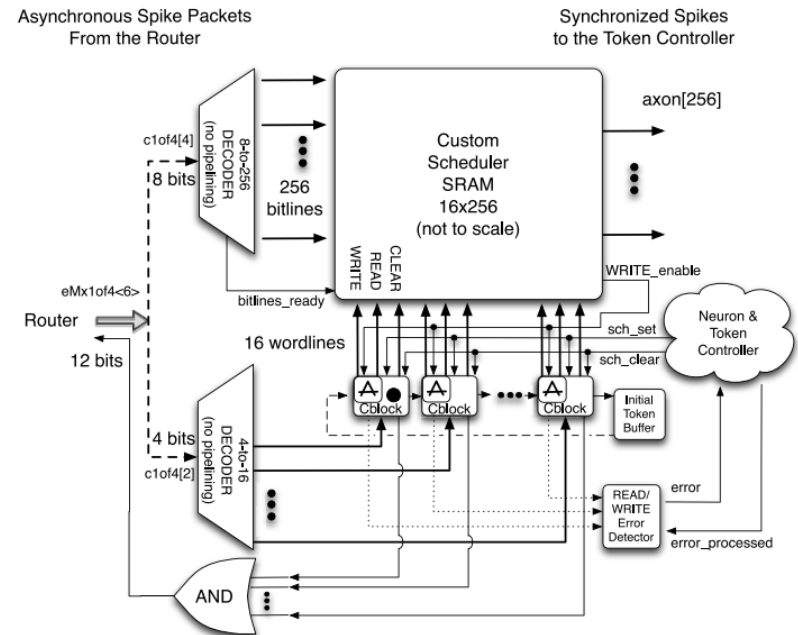 Asynchronous Spike Packets
From the Router
Synchronized Spikes
to the Token Controller
c1of4[4]
8 bits
8-to-256
DECODER
(no pipelining)
256
bitlines
Custom
Scheduler
SRAM
16x256
(not to scale)
axon[256]
WRITE
READ
CLEAR
bitlines_ready
WRITE_enable
sch_set
sch_clear
Neuron &
Token
Controller
eMx1of4<6>
Router
12 bits
16 wordlines
Cblock
Cblock
Cblock
Initial
Token
Buffer
4 bits
c1of4[2]
4-to-16
DECODER
(no pipelining)
READ/
WRITE
Error
Detector
error
error_processed
AND